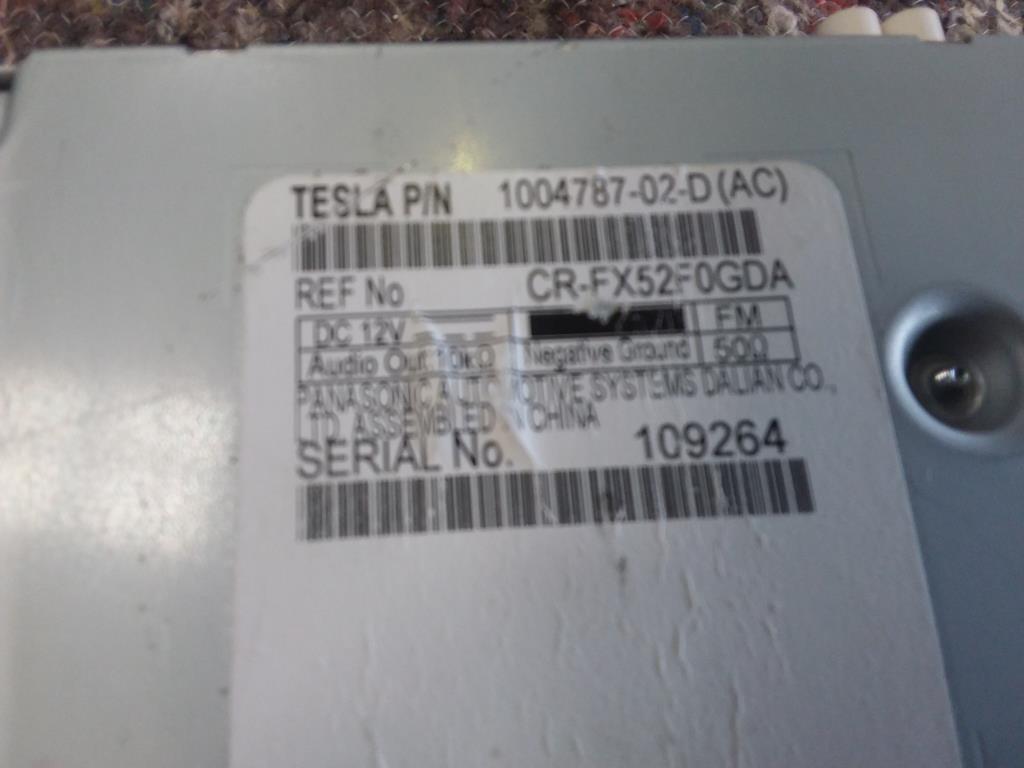 TESLA P/N 1004787-02-D (AC)
REF No CR-FX52F0GDA
DC 12V FM
Audio Out 10kΩ Negative Ground 500
PANASONIC AUTOMOTIVE SYSTEMS DALIAN CO.,
LTD. ASSEMBLED IN CHINA
SERIAL No. 109264